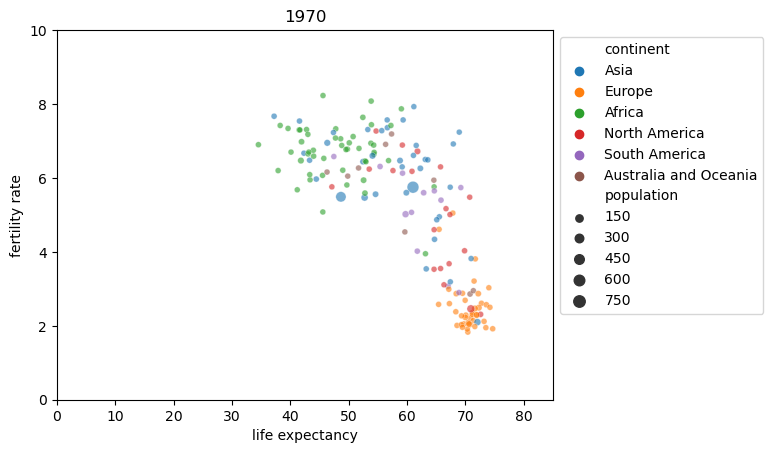 1970
10
8
6
4
2
0
fertility rate
0 10 20 30 40 50 60 70 80
life expectancy
continent
Asia
Europe
Africa
North America
South America
Australia and Oceania
population
150
300
450
600
750